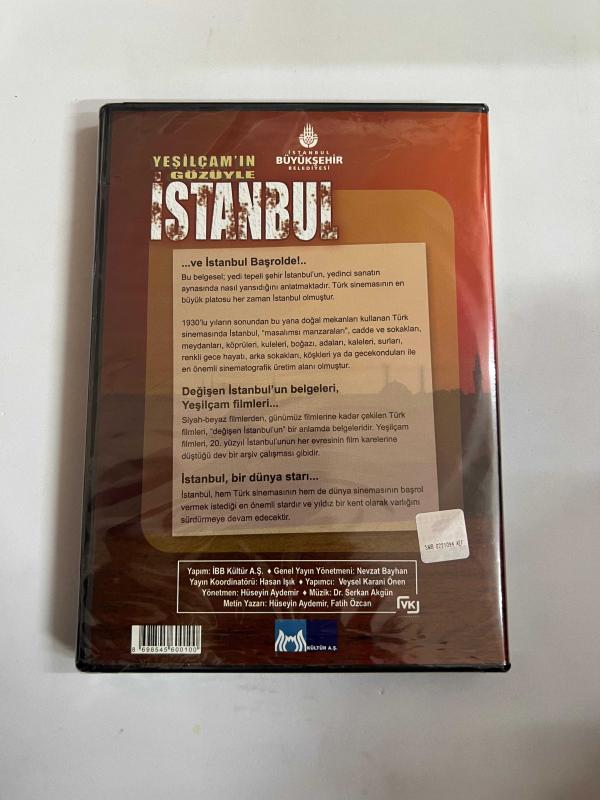 İSTANBUL
BÜYÜKŞEHİR
BELEDİYESİ
YEŞİLÇAM'IN
GÖZÜYLE
İSTANBUL
...ve İstanbul Başrolde!..
Bu belgesel; yedi tepeli şehir İstanbul'un, yedinci sanatın
aynasında nasıl yansıdığını anlatmaktadır. Türk sinemasının en
büyük platosu her zaman İstanbul olmuştur.
1930'lu yılların sonundan bu yana doğal mekanları kullanan Türk
sinemasında İstanbul, "masalımsı manzaraları", cadde ve sokakları,
meydanları, köprüleri, kuleleri, boğazı, adaları, kaleleri, surları,
renkli gece hayatı, arka sokakları, köşkleri ya da gecekonduları ile
en önemli sinematografik üretim alanı olmuştur.
Değişen İstanbul'un belgeleri,
Yeşilçam filmleri...
Siyah-beyaz filmlerden, günümüz filmlerine kadar çekilen Türk
filmleri, "değişen İstanbul'un" bir anlamda belgeleridir. Yeşilçam
filmleri, 20. yüzyıl İstanbul'unun her evresinin film karelerine
düştüğü dev bir arşiv çalışması gibidir.
İstanbul, bir dünya starı...
İstanbul, hem Türk sinemasının hem de dünya sinemasının başrol
vermek istediği en önemli stardır ve yıldız bir kent olarak varlığını
sürdürmeye devam edecektir.
Yapım: İBB Kültür A.Ş. ♦ Genel Yayın Yönetmeni: Nevzat Bayhan
Yayın Koordinatörü: Hasan Işık ♦ Yapımcı: Veysel Karani Önen
Yönetmen: Hüseyin Aydemir ♦ Müzik: Dr. Serkan Akgün
Metin Yazarı: Hüseyin Aydemir, Fatih Özcan
VK
8 698545 600100
KÜLTÜR A.Ş.